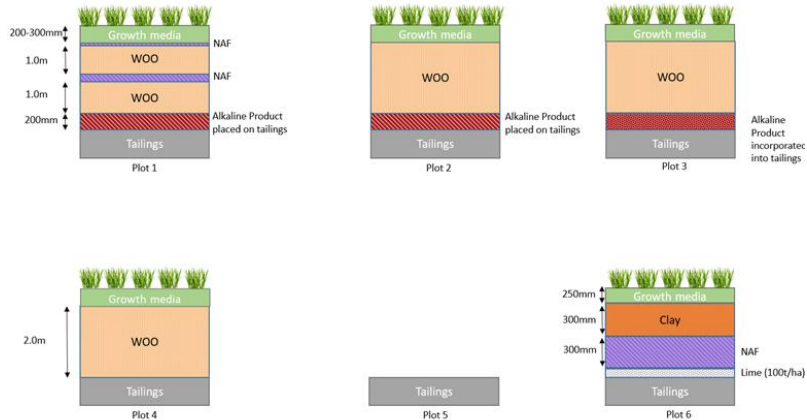 200-300mm
Growth media
NAF
1.0m
WOO
NAF
1.0m
WOO
200mm
Alkaline Product
placed on tailings
Tailings
Plot 1
Growth media
WOO
Alkaline Product
placed on tailings
Tailings
Plot 2
Growth media
WOO
Alkaline
Product
incorporated
into tailings
Tailings
Plot 3
Growth media
2.0m
WOO
Tailings
Plot 4
Tailings
Plot 5
250mm
Growth media
300mm
Clay
300mm
NAF
Lime (100t/ha)
Tailings
Plot 6